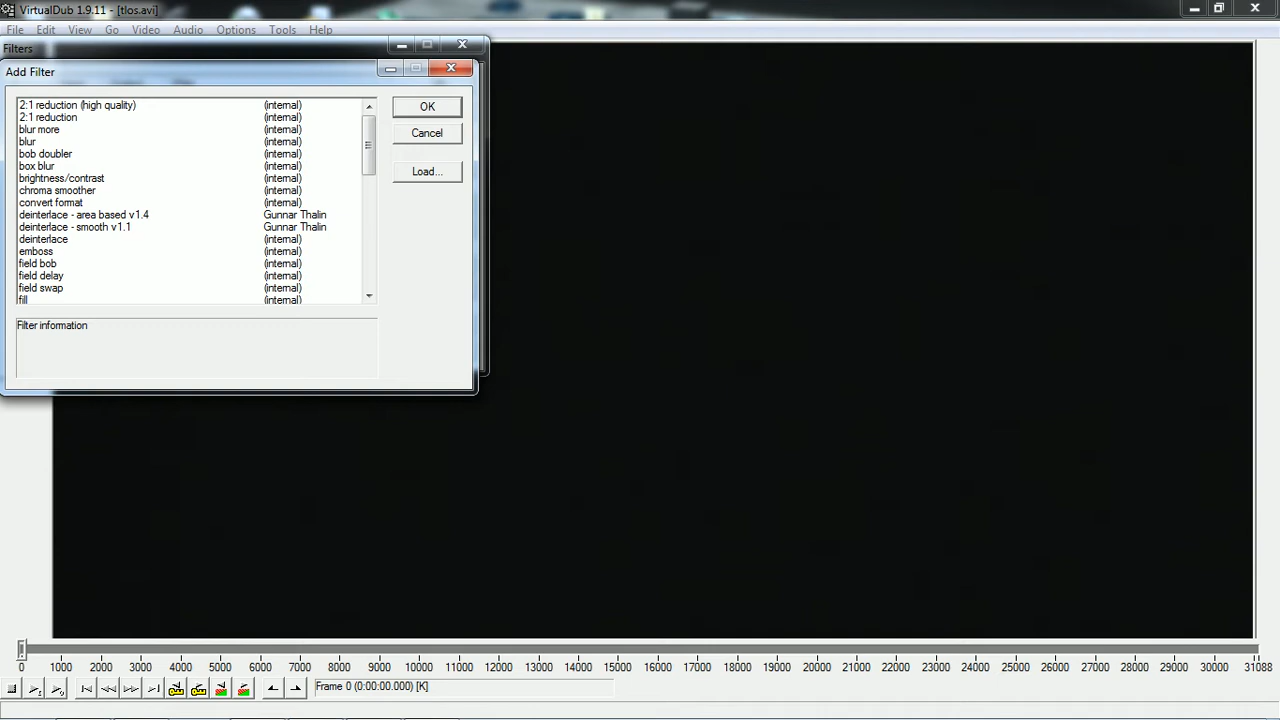 VirtualDub 1.9.11 - [tlos.avi]
File Edit View Go Video Audio Options Tools Help
Filters
Add Filter
2:1 reduction (high quality) (internal)
2:1 reduction (internal)
blur more (internal)
blur (internal)
bob doubler (internal)
box blur (internal)
brightness/contrast (internal)
chroma smoother (internal)
convert format (internal)
deinterlace - area based v1.4 Gunnar Thalin
deinterlace - smooth v1.1 Gunnar Thalin
deinterlace (internal)
emboss (internal)
field bob (internal)
field delay (internal)
field swap (internal)
fill (internal)
OK
Cancel
Load...
Filter information
0 1000 2000 3000 4000 5000 6000 7000 8000 9000 10000 11000 12000 13000 14000 15000 16000 17000 18000 19000 20000 21000 22000 23000 24000 25000 26000 27000 28000 29000 30000 31088
Frame 0 (0:00:00.000) [K]